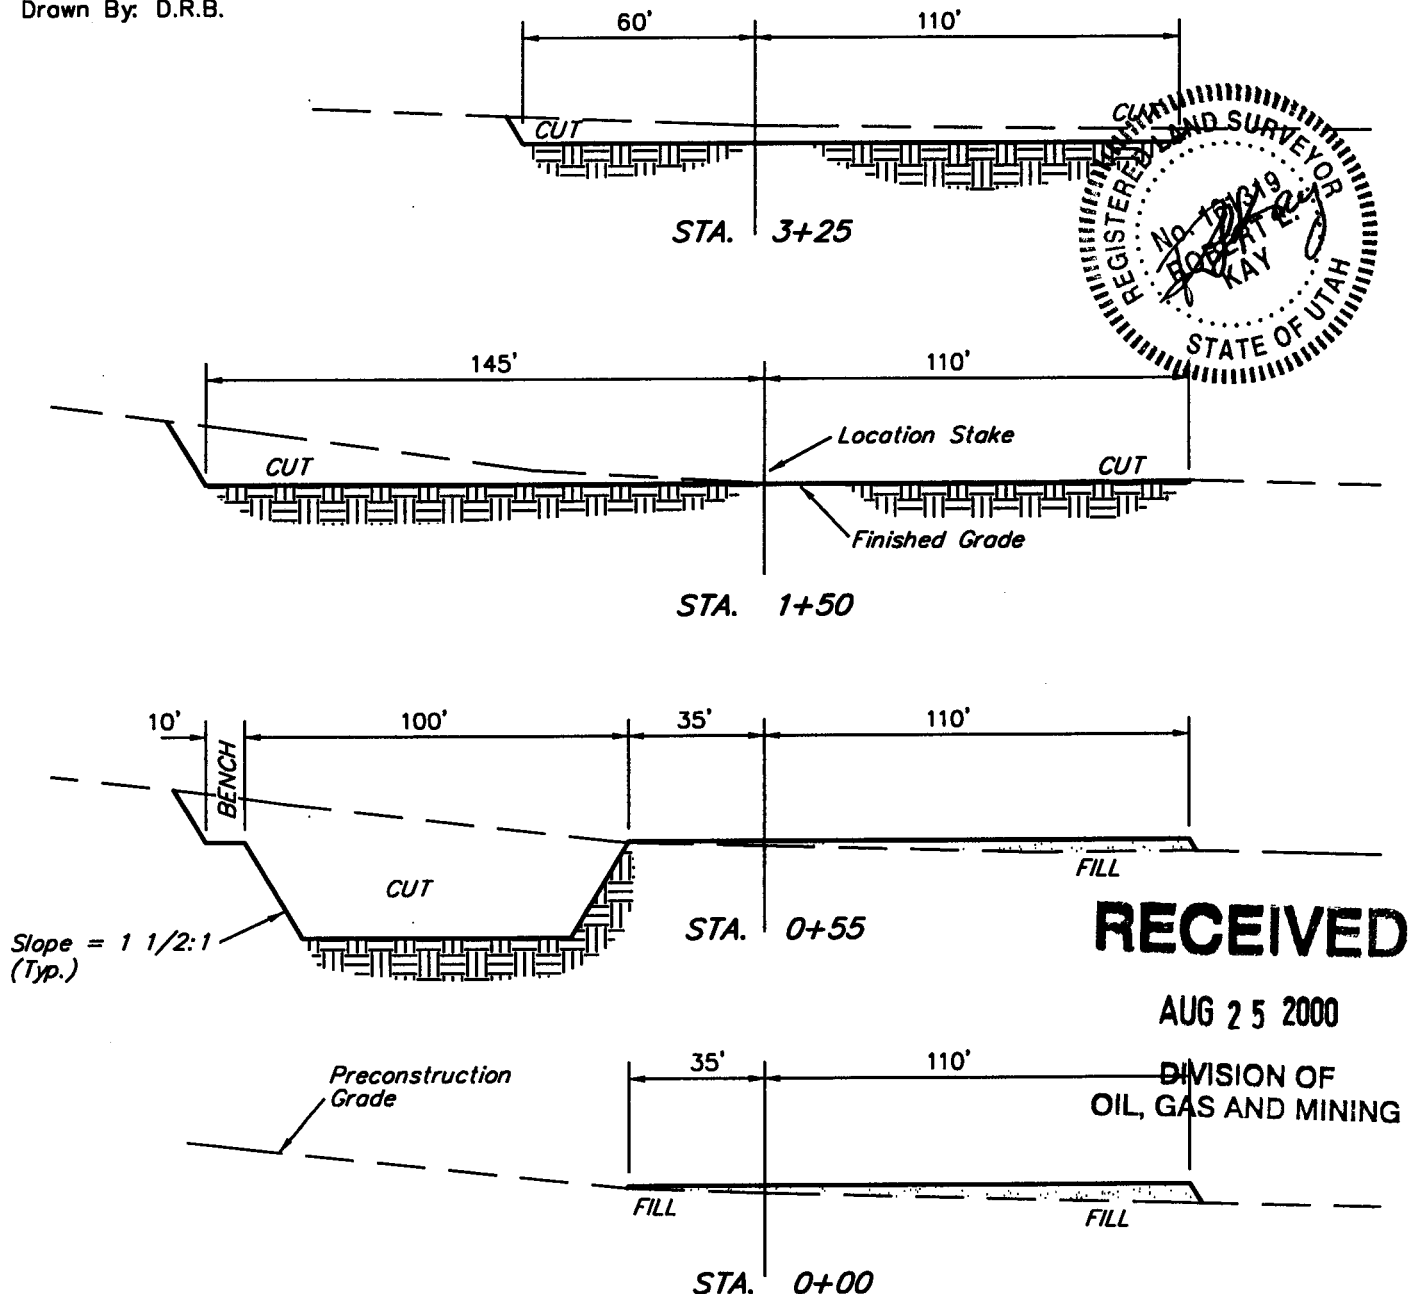 Drawn By: D.R.B.
60'
110'
CUT
CUT
STA. 3+25
REGISTERED LAND SURVEYOR
ROBERT L.
KAY
STATE OF UTAH
145'
110'
Location Stake
CUT
CUT
Finished Grade
STA. 1+50
10'
BENCH
100'
35'
110'
CUT
FILL
Slope = 1 1/2:1
(Typ.)
STA. 0+55
RECEIVED
AUG 25 2000
DIVISION OF
OIL, GAS AND MINING
Preconstruction
Grade
35'
110'
FILL
FILL
STA. 0+00